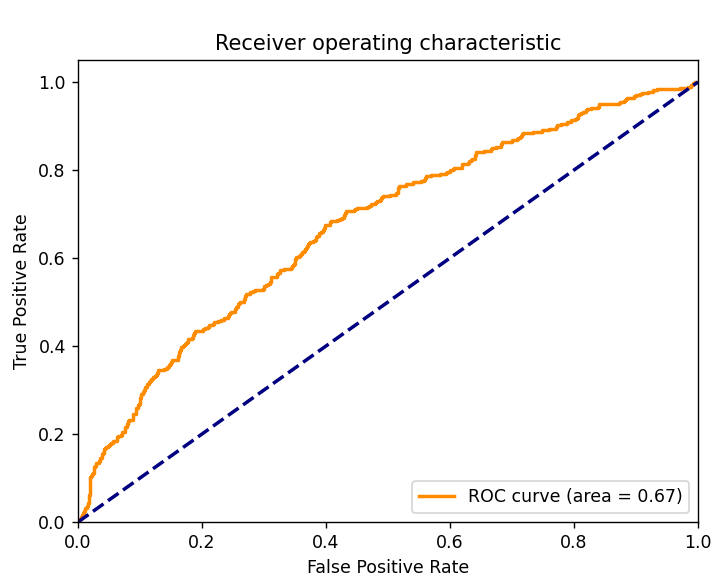 Receiver operating characteristic
True Positive Rate
1.0
0.8
0.6
0.4
0.2
0.0
ROC curve (area = 0.67)
0.0 0.2 0.4 0.6 0.8 1.0
False Positive Rate